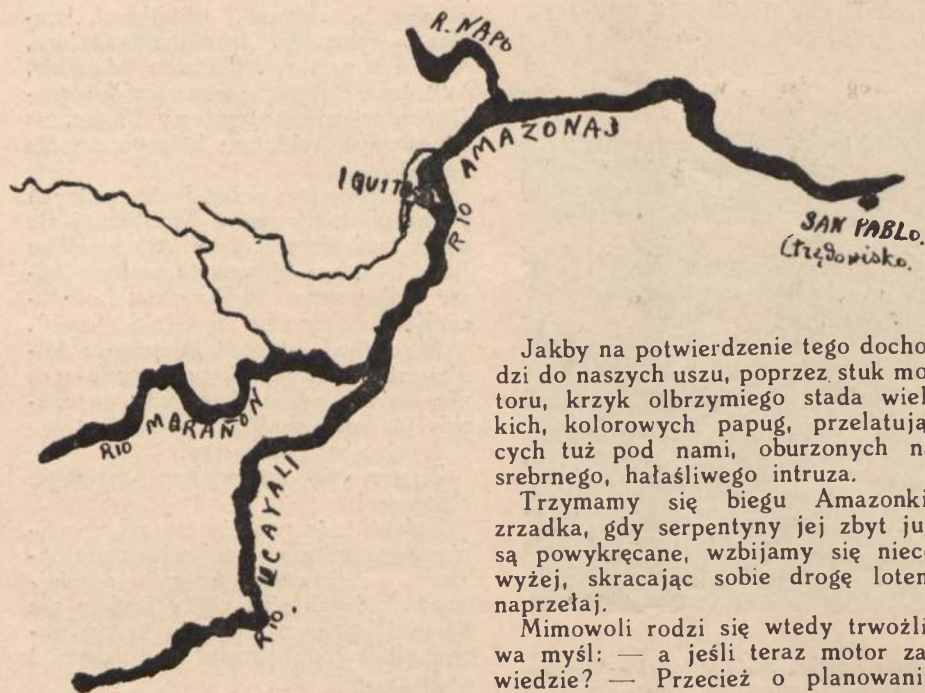 R. NAPO
RIO AMAZONAS
IQUIT
SAN PABLO.
(trędowisko.
RIO MARAÑON
RIO. UCAYALI
Jakby na potwierdzenie tego docho
dzi do naszych uszu, poprzez stuk mo
toru, krzyk olbrzymiego stada wiel
kich, kolorowych papug, przelatują
cych tuż pod nami, oburzonych n
srebrnego, hałaśliwego intruza.
Trzymamy się biegu Amazonki
zrzadka, gdy serpentyny jej zbyt ju
są powykręcane, wzbijamy się niec
wyżej, skracając sobie drogę loten
naprzełaj.
Mimowoli rodzi się wtedy trwożli
wa myśl: — a jeśli teraz motor za
wiedzie? — Przecież o planowani